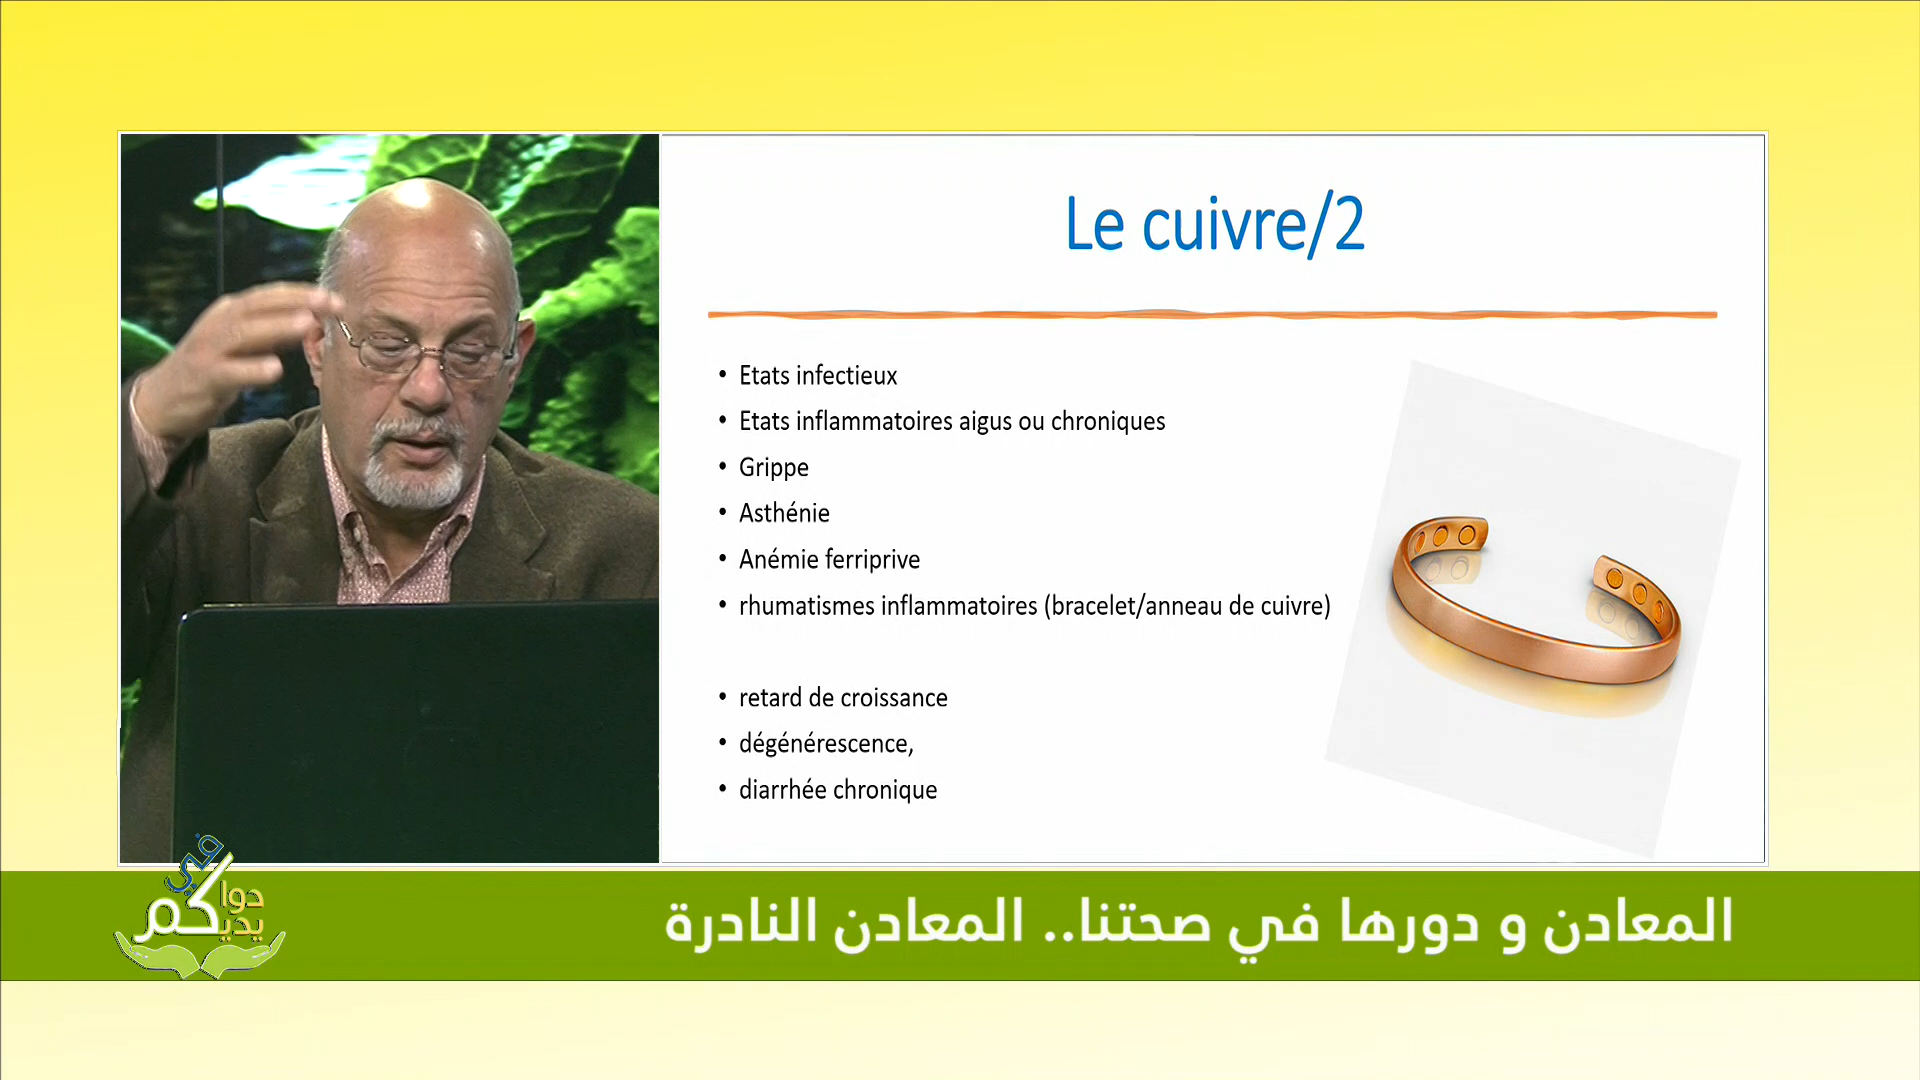 Le cuivre/2
• Etats infectieux
• Etats inflammatoires aigus ou chroniques
• Grippe
• Asthénie
• Anémie ferriprive
• rhumatismes inflammatoires (bracelet/anneau de cuivre)
• retard de croissance
• dégénérescence,
• diarrhée chronique
المعادن و دورها في صحتنا.. المعادن النادرة
دواكم في يديكم